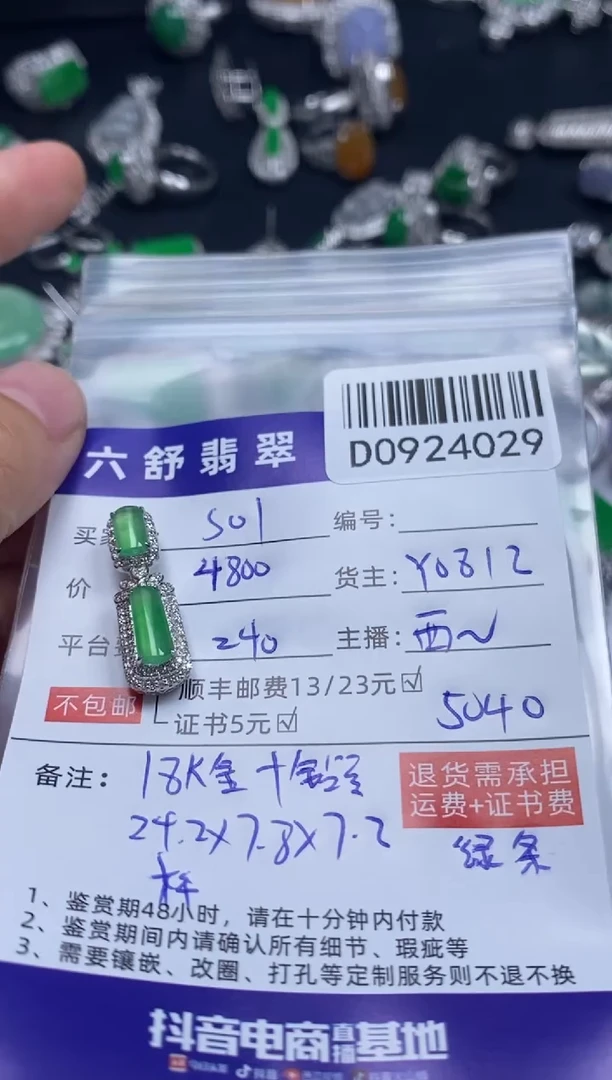 D0924029
六舒翡翠
买家 501 编号:
价 4800 货主: Y0812
平台 240 主播: 西~
不包邮 顺丰邮费13/23元☑
证书5元☑ 5040
备注: 18K金+钻 退货需承担
24.2×7.8×7.2 运费+证书费
绿条
1、鉴赏期48小时,请在十分钟内付款
2、鉴赏期间内请确认所有细节、瑕疵等
3、需要镶嵌、改圈、打孔等定制服务则不退不换
抖音电商直播基地